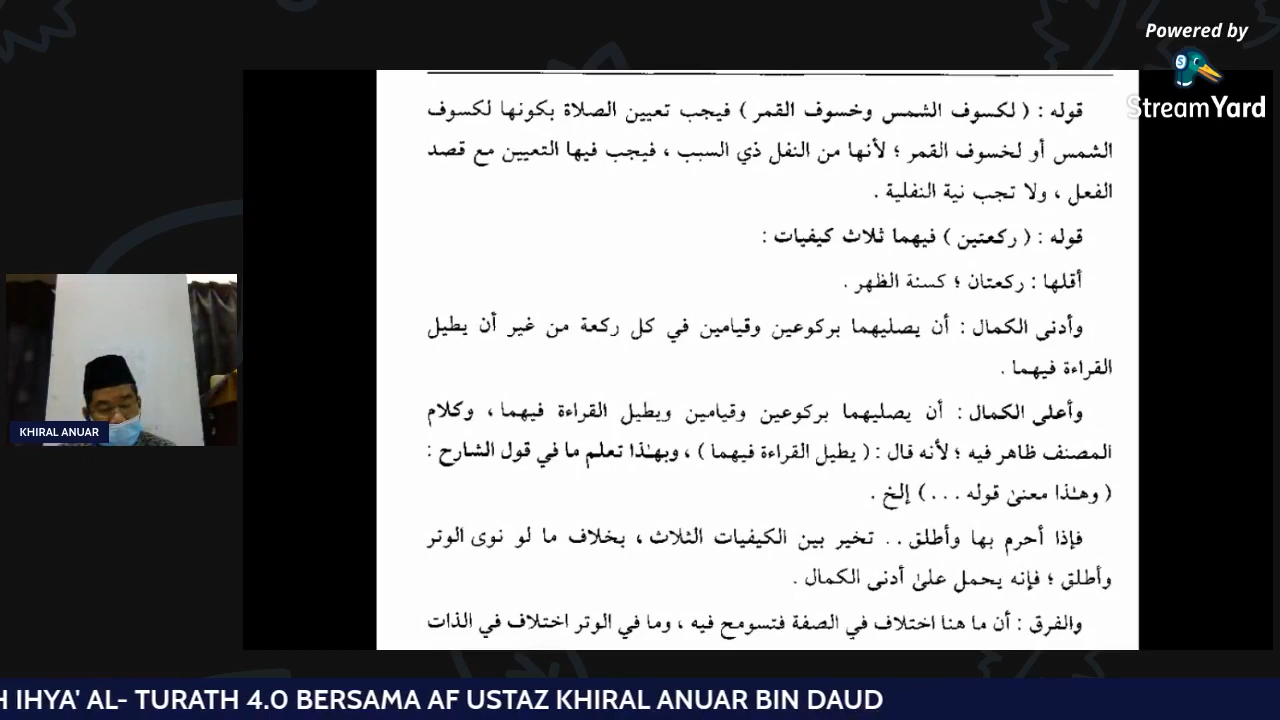 Powered by
StreamYard
قوله : ( لكسوف الشمس وخسوف القمر ) فيجب تعيين الصلاة بكونها لكسوف
الشمس أو لخسوف القمر ؛ لأنها من النفل ذي السبب ، فيجب فيها التعيين مع قصد
الفعل ، ولا تجب نية النفلية .
قوله : ( ركعتين ) فيهما ثلاث كيفيات :
أقلها : ركعتان ؛ كسنة الظهر .
وأدنى الكمال : أن يصليهما بركوعين وقيامين في كل ركعة من غير أن يطيل
القراءة فيهما .
وأعلى الكمال : أن يصليهما بركوعين وقيامين ويطيل القراءة فيهما ، وكلام
المصنف ظاهر فيه ؛ لأنه قال : ( يطيل القراءة فيهما ) ، وبهـٰذا تعلم ما في قول الشارح :
( وهـٰذا معنىٰ قوله . . . ) إلخ .
فإذا أحرم بها وأطلق . . تخير بين الكيفيات الثلاث ، بخلاف ما لو نوى الوتر
وأطلق ؛ فإنه يحمل علىٰ أدنى الكمال .
والفرق : أن ما هنا اختلاف في الصفة فتسومح فيه ، وما في الوتر اختلاف في الذات
KHIRAL ANUAR
H IHYA' AL- TURATH 4.0 BERSAMA AF USTAZ KHIRAL ANUAR BIN DAUD